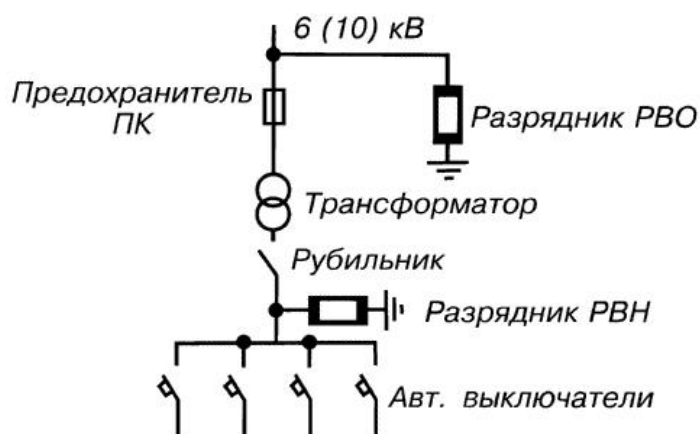 6 (10) кВ
Предохранитель
ПК
Разрядник РВО
Трансформатор
Рубильник
Разрядник РВН
Авт. выключатели